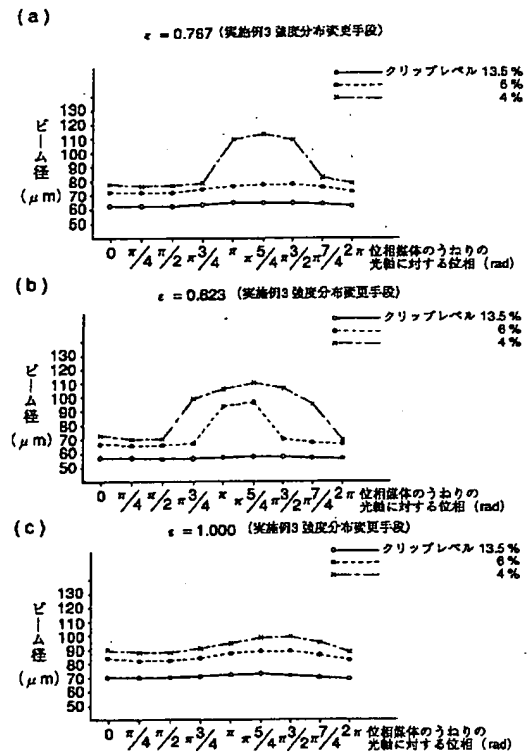 (a)
ε = 0.767 (実施例3 強度分布変更手段)
クリップレベル 13.5 %
6 %
4 %
130
120
110
100
90
80
70
60
50
ビーム径
(μm)
0 π/4 π/2 π3/4 π π5/4 π3/2 π7/4 2π 位相媒体のうねりの
光軸に対する位相 (rad)
(b)
ε = 0.823 (実施例3 強度分布変更手段)
クリップレベル 13.5 %
6 %
4 %
130
120
110
100
90
80
70
60
50
ビーム径
(μm)
0 π/4 π/2 π3/4 π π5/4 π3/2 π7/4 2π 位相媒体のうねりの
光軸に対する位相 (rad)
(c)
ε = 1.000 (実施例3 強度分布変更手段)
クリップレベル 13.5 %
6 %
4 %
130
120
110
100
90
80
70
60
50
ビーム径
(μm)
0 π/4 π/2 π3/4 π π5/4 π3/2 π7/4 2π 位相媒体のうねりの
光軸に対する位相 (rad)